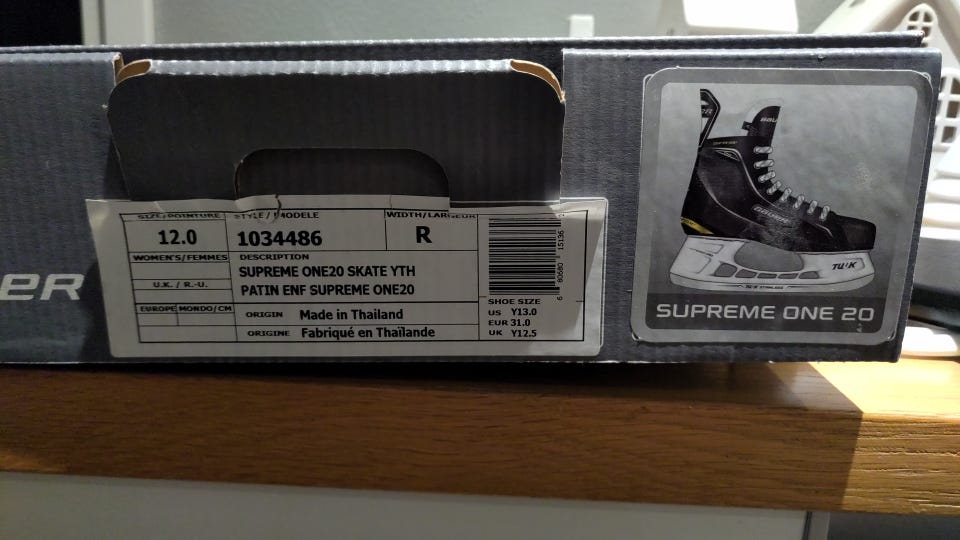 ER
SIZE/POINTURE
12.0
WOMEN'S/FEMMES
U.K. / R.-U.
EUROPE MONDO/CM
STYLE/MODELE
1034486
WIDTH/LARGEUR
R
DESCRIPTION
SUPREME ONE20 SKATE YTH
PATIN ENF SUPREME ONE20
ORIGIN Made in Thailand
ORIGINE Fabriqué en Thaïlande
SHOE SIZE
US Y13.0
EUR 31.0
UK Y12.5
BAUER
TUUK
SUPREME ONE 20